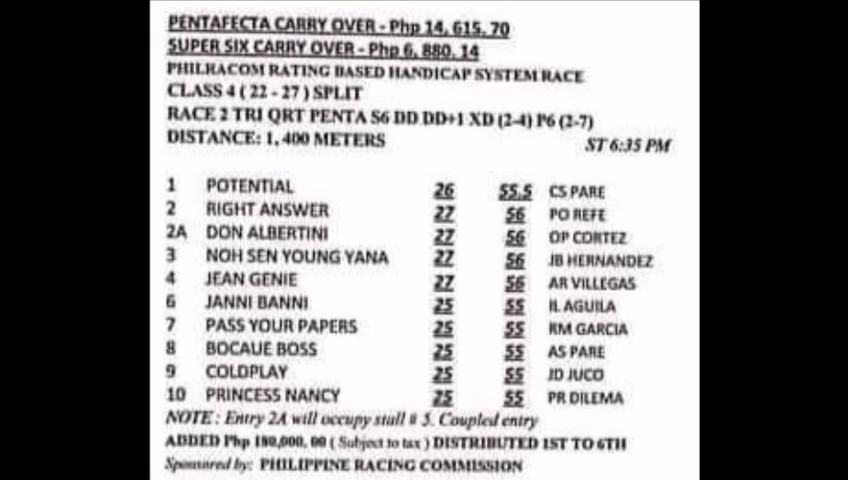 PENTAFECTA CARRY OVER - Php 14, 615. 70
SUPER SIX CARRY OVER - Php 6, 880. 14
PHILRACOM RATING BASED HANDICAP SYSTEM RACE
CLASS 4 ( 22 - 27 ) SPLIT
RACE 2 TRI QRT PENTA S6 DD DD+1 XD (2-4) P6 (2-7)
DISTANCE: 1, 400 METERS ST 6:35 PM
1 POTENTIAL 26 55.5 CS PARE
2 RIGHT ANSWER 27 56 PO REFE
2A DON ALBERTINI 27 56 OP CORTEZ
3 NOH SEN YOUNG YANA 27 56 JB HERNANDEZ
4 JEAN GENIE 27 56 AR VILLEGAS
6 JANNI BANNI 25 55 IL AGUILA
7 PASS YOUR PAPERS 25 55 RM GARCIA
8 BOCAUE BOSS 25 55 AS PARE
9 COLDPLAY 25 55 JD JUCO
10 PRINCESS NANCY 25 55 PR DILEMA
NOTE : Entry 2A will occupy stall # 5. Coupled entry
ADDED Php 180,000. 00 ( Subject to tax ) DISTRIBUTED 1ST TO 6TH
Sponsored by: PHILIPPINE RACING COMMISSION